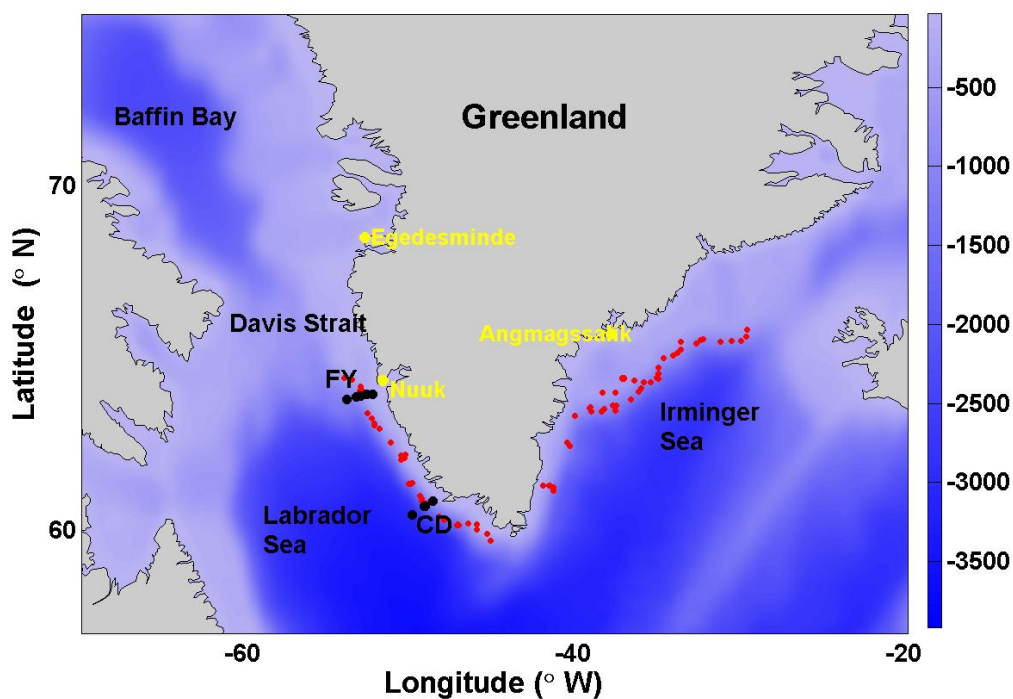 Baffin Bay
Greenland
-500
-1000
70
-1500
Egedesminde
Latitude (° N)
-2000
Davis Strait
Angmagssalik
FY
Nuuk
-2500
Irminger
Sea
-3000
Labrador
Sea
CD
60
-3500
-60
-40
-20
Longitude (° W)